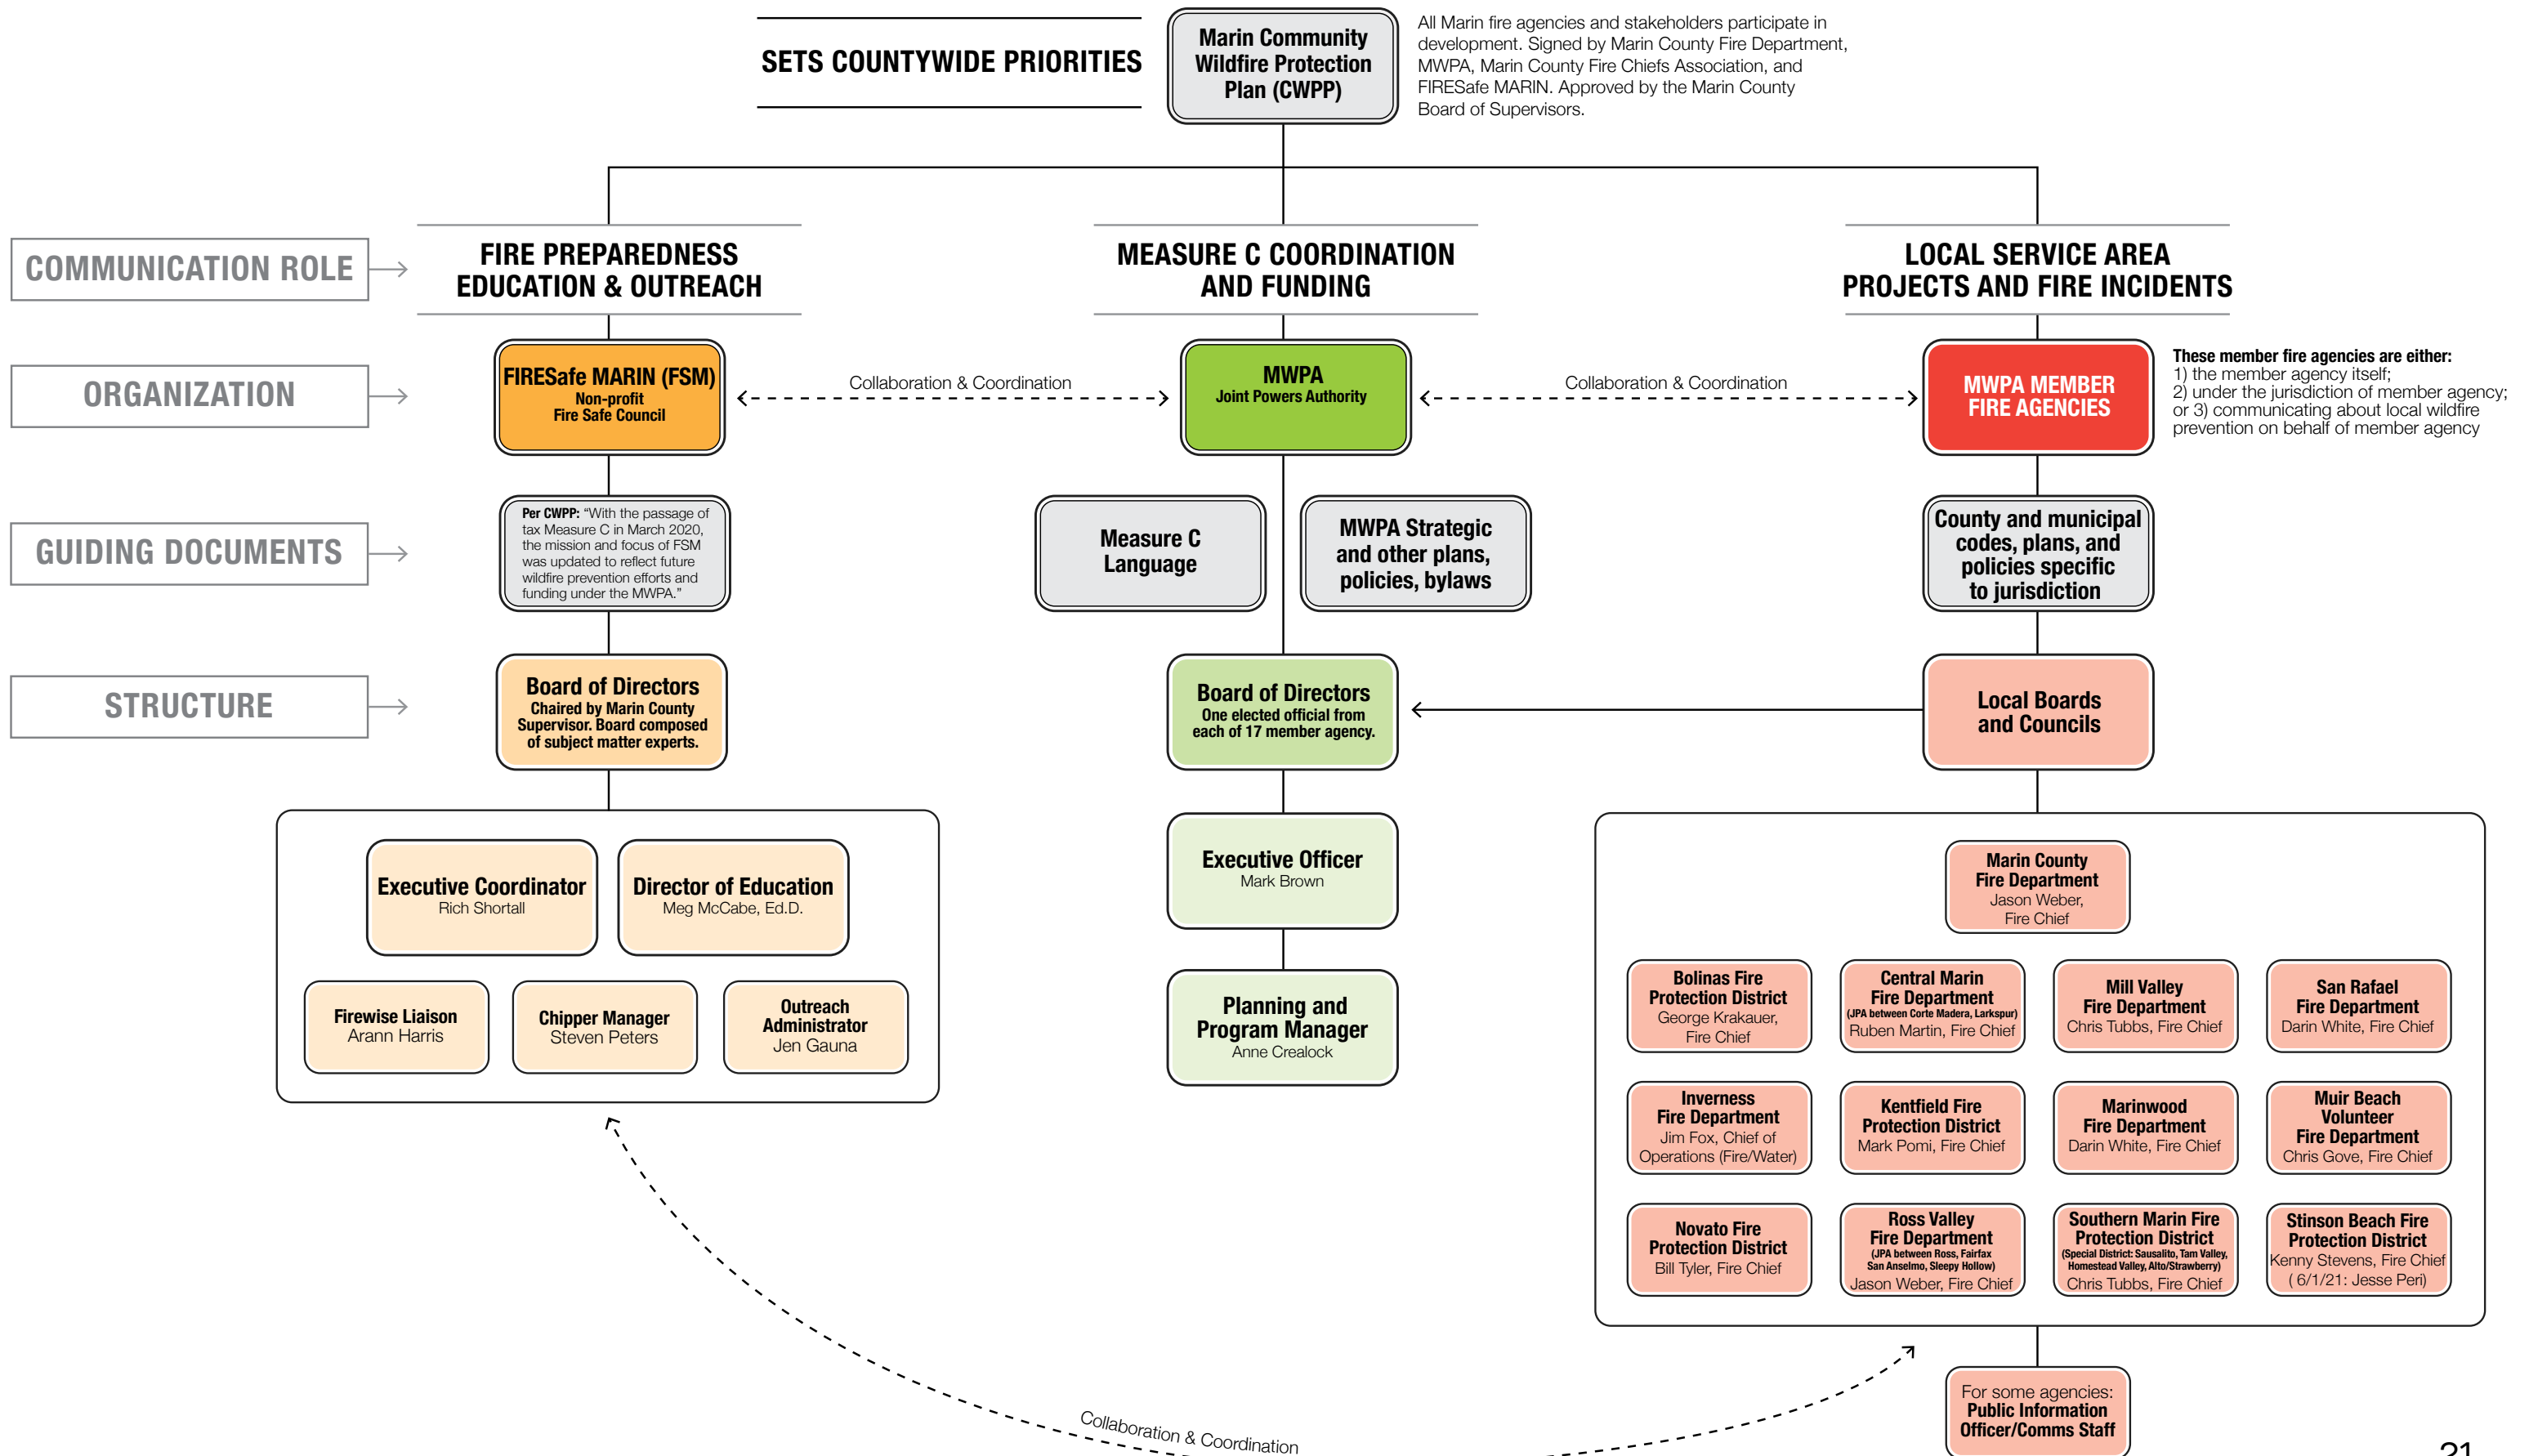 SETS COUNTYWIDE PRIORITIES
Marin Community
Wildfire Protection
Plan (CWPP)
All Marin fire agencies and stakeholders participate in
development. Signed by Marin County Fire Department,
MWPA, Marin County Fire Chiefs Association, and
FIRESafe MARIN. Approved by the Marin County
Board of Supervisors.
COMMUNICATION ROLE
FIRE PREPAREDNESS
EDUCATION & OUTREACH
MEASURE C COORDINATION
AND FUNDING
LOCAL SERVICE AREA
PROJECTS AND FIRE INCIDENTS
ORGANIZATION
FIRESafe MARIN (FSM)
Non-profit
Fire Safe Council
Collaboration & Coordination
MWPA
Joint Powers Authority
Collaboration & Coordination
MWPA MEMBER
FIRE AGENCIES
These member fire agencies are either:
1) the member agency itself;
2) under the jurisdiction of member agency;
or 3) communicating about local wildfire
prevention on behalf of member agency
GUIDING DOCUMENTS
Per CWPP: “With the passage of
tax Measure C in March 2020,
the mission and focus of FSM
was updated to reflect future
wildfire prevention efforts and
funding under the MWPA.”
Measure C
Language
MWPA Strategic
and other plans,
policies, bylaws
County and municipal
codes, plans, and
policies specific
to jurisdiction
STRUCTURE
Board of Directors
Chaired by Marin County
Supervisor. Board composed
of subject matter experts.
Board of Directors
One elected official from
each of 17 member agency.
Local Boards
and Councils
Executive Coordinator
Rich Shortall
Director of Education
Meg McCabe, Ed.D.
Firewise Liaison
Arann Harris
Chipper Manager
Steven Peters
Outreach
Administrator
Jen Gauna
Executive Officer
Mark Brown
Planning and
Program Manager
Anne Crealock
Marin County
Fire Department
Jason Weber,
Fire Chief
Bolinas Fire
Protection District
George Krakauer,
Fire Chief
Central Marin
Fire Department
(JPA between Corte Madera, Larkspur)
Ruben Martin, Fire Chief
Mill Valley
Fire Department
Chris Tubbs, Fire Chief
San Rafael
Fire Department
Darin White, Fire Chief
Inverness
Fire Department
Jim Fox, Chief of
Operations (Fire/Water)
Kentfield Fire
Protection District
Mark Pomi, Fire Chief
Marinwood
Fire Department
Darin White, Fire Chief
Muir Beach
Volunteer
Fire Department
Chris Gove, Fire Chief
Novato Fire
Protection District
Bill Tyler, Fire Chief
Ross Valley
Fire Department
(JPA between Ross, Fairfax
San Anselmo, Sleepy Hollow)
Jason Weber, Fire Chief
Southern Marin Fire
Protection District
(Special District: Sausalito, Tam Valley,
Homestead Valley, Alto/Strawberry)
Chris Tubbs, Fire Chief
Stinson Beach Fire
Protection District
Kenny Stevens, Fire Chief
( 6/1/21: Jesse Peri)
Collaboration & Coordination
For some agencies:
Public Information
Officer/Comms Staff
21